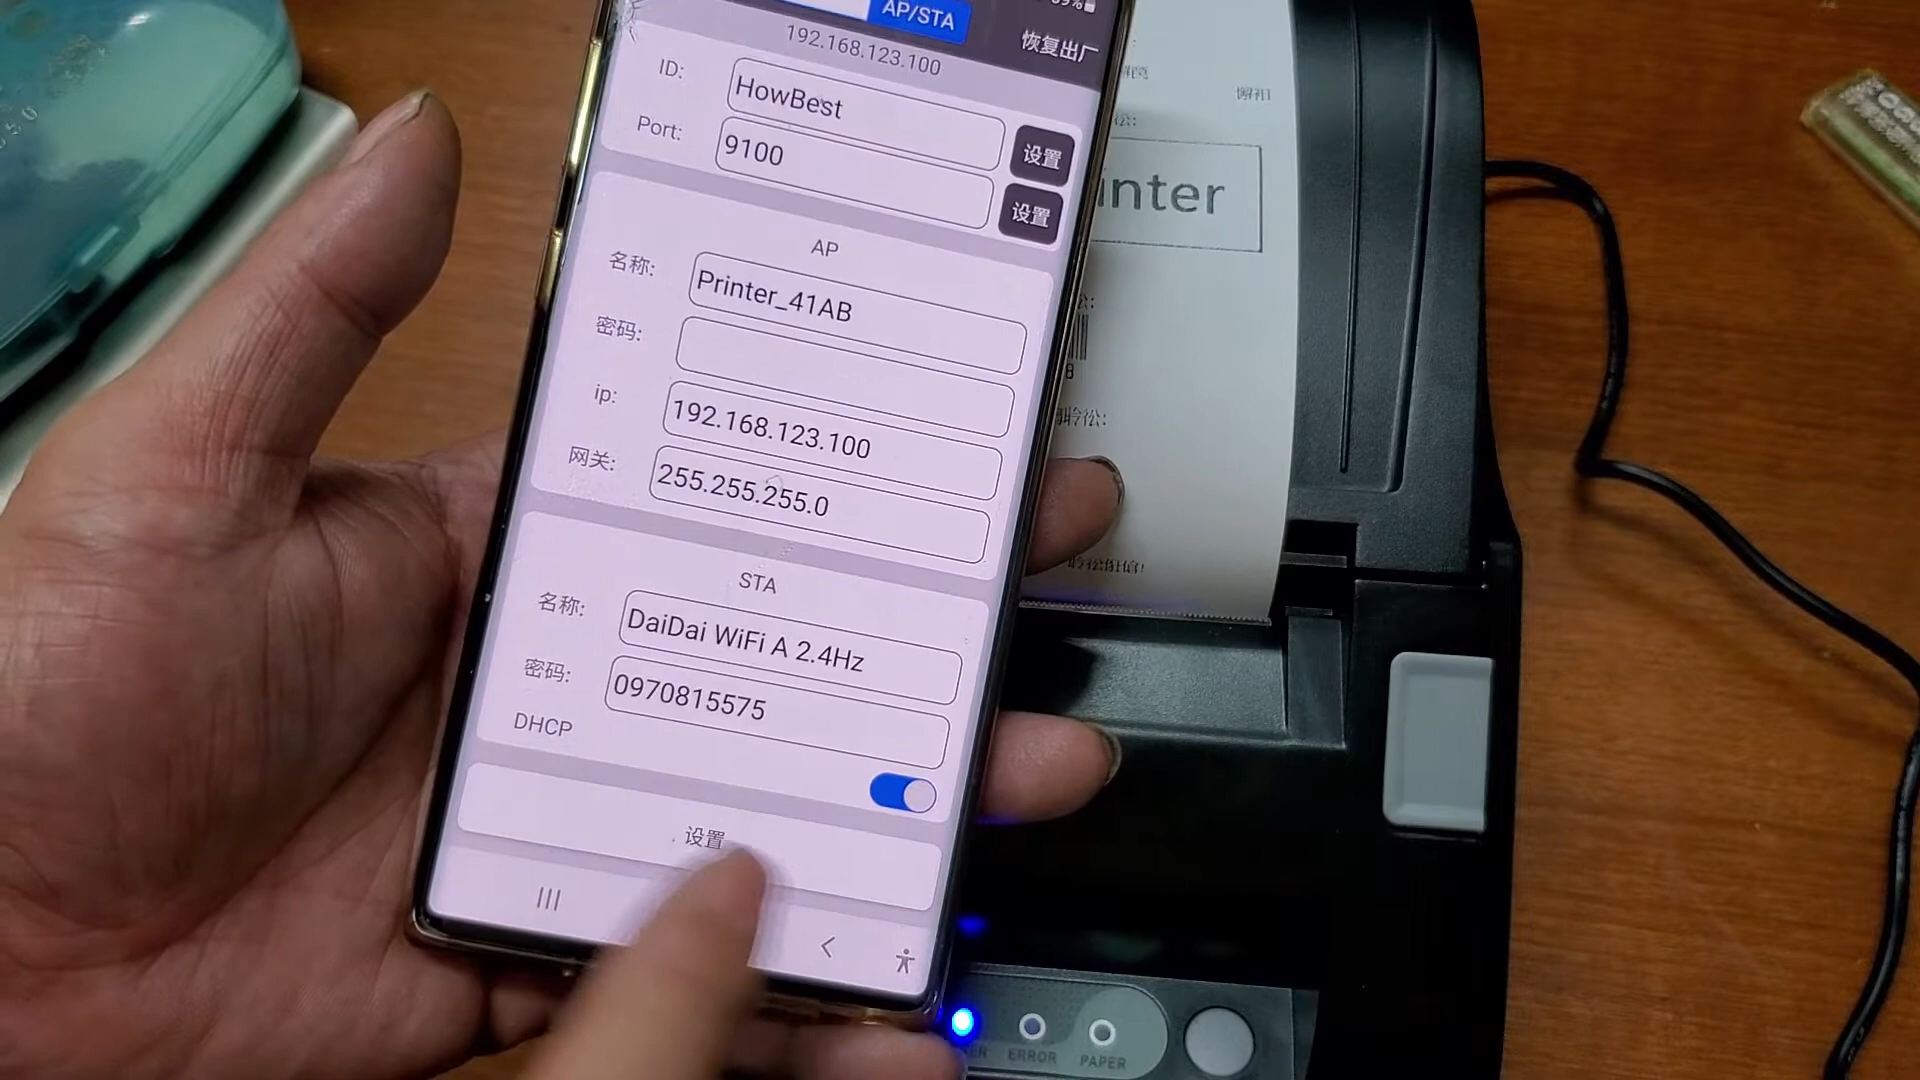 AP/STA
恢复出厂
192.168.123.100
ID:
HowBest
设置
Port:
9100
设置
AP
名称:
Printer_41AB
密码:
ip:
192.168.123.100
网关:
255.255.255.0
STA
名称:
DaiDai WiFi A 2.4Hz
密码:
0970815575
DHCP
设置
inter
8
ERROR
PAPER